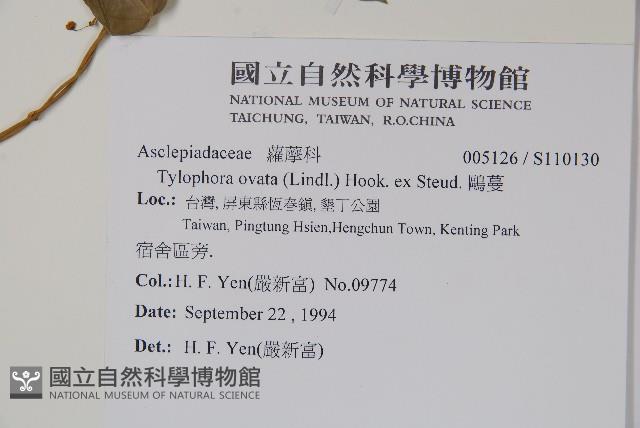 國立自然科學博物館
NATIONAL MUSEUM OF NATURAL SCIENCE
TAICHUNG, TAIWAN, R.O.CHINA
Asclepiadaceae 蘿藦科 005126 / S110130
Tylophora ovata (Lindl.) Hook. ex Steud. 鷗蔓
Loc.: 台灣, 屏東縣恆春鎮, 墾丁公園
Taiwan, Pingtung Hsien,Hengchun Town, Kenting Park
宿舍區旁.
Col.: H. F. Yen(嚴新富) No.09774
Date: September 22 , 1994
Det.: H. F. Yen(嚴新富)
國立自然科學博物館
NATIONAL MUSEUM OF NATURAL SCIENCE